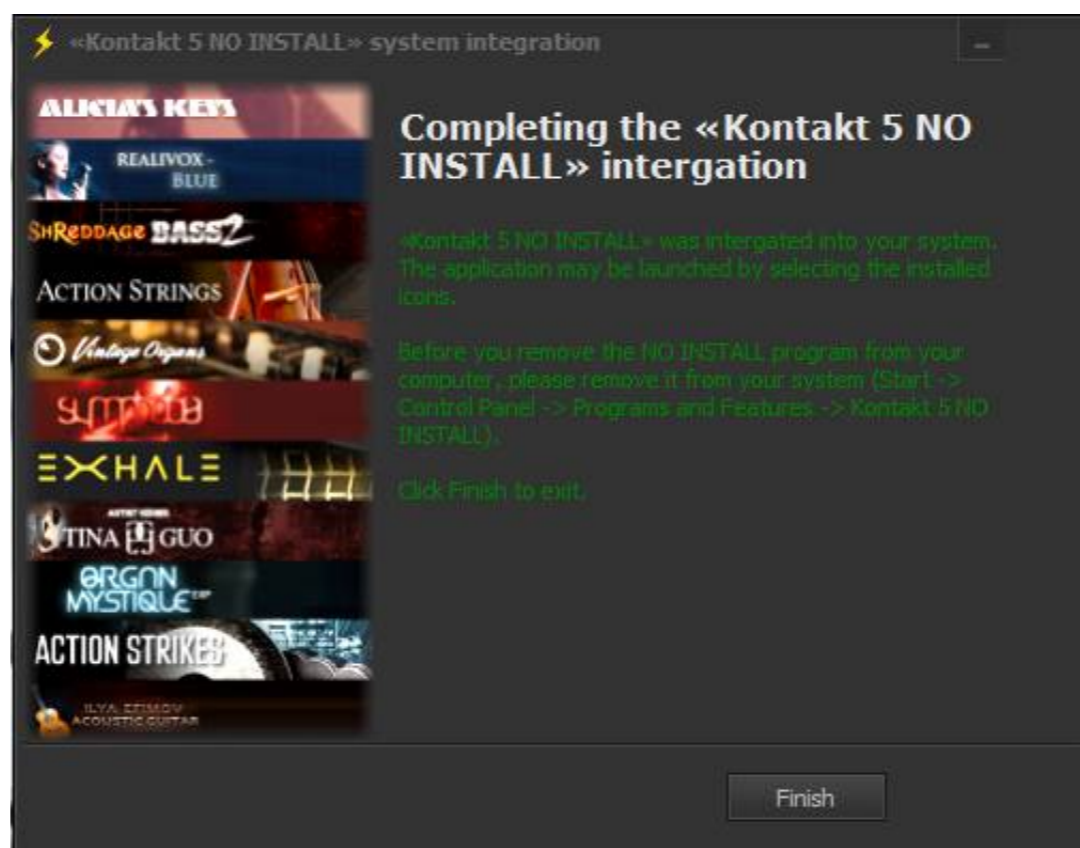 «Kontakt 5 NO INSTALL» system integration
ALICIA'S KEYS
REALIVOX -
BLUE
SHREDDAGE BASS 2
ACTION STRINGS
Vintage Organs
EXHALE
ARTIST SERIES
TINA GUO
ORGAN
MYSTIQUE
ACTION STRIKES
ILYA EFIMOV
ACOUSTIC GUITAR
Completing the «Kontakt 5 NO
INSTALL» intergation
«Kontakt 5 NO INSTALL» was intergated into your system.
The application may be launched by selecting the installed
icons.
Before you remove the NO INSTALL program from your
computer, please remove it from your system (Start ->
Control Panel -> Programs and Features -> Kontakt 5 NO
INSTALL).
Click Finish to exit.
Finish